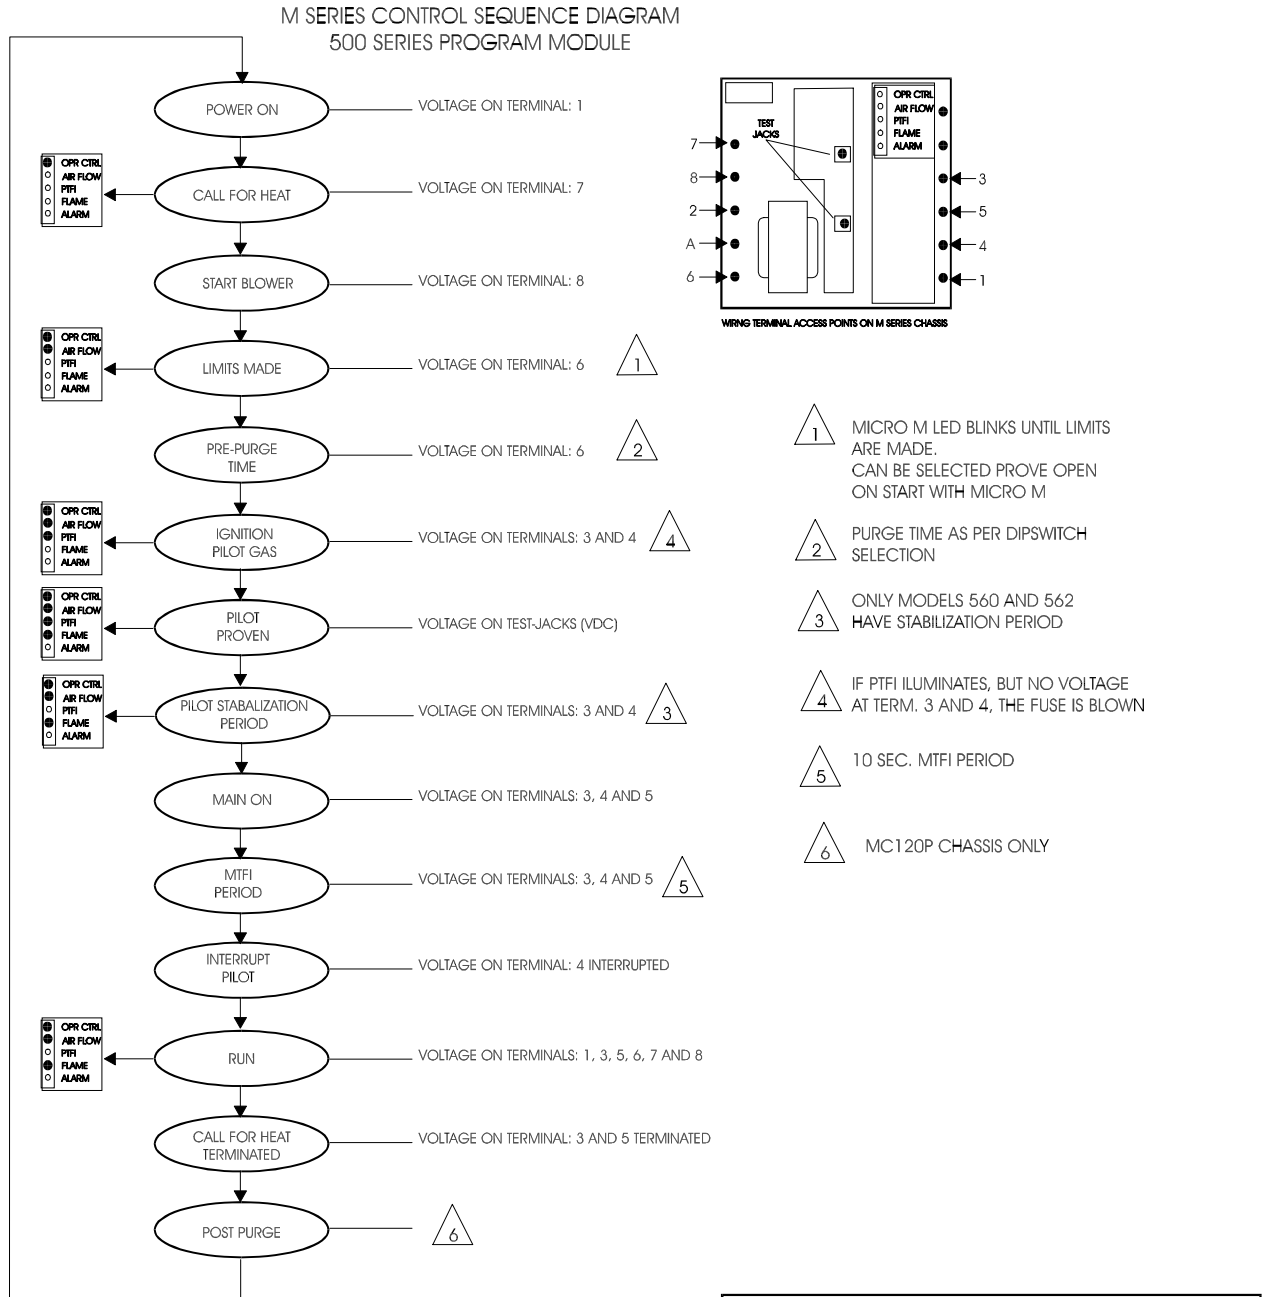 M SERIES CONTROL SEQUENCE DIAGRAM
500 SERIES PROGRAM MODULE
POWER ON
VOLTAGE ON TERMINAL: 1
OPR CTRL
AIR FLOW
PTFI
FLAME
ALARM
CALL FOR HEAT
VOLTAGE ON TERMINAL: 7
START BLOWER
VOLTAGE ON TERMINAL: 8
OPR CTRL
AIR FLOW
PTFI
FLAME
ALARM
LIMITS MADE
VOLTAGE ON TERMINAL: 6
1
PRE-PURGE
TIME
VOLTAGE ON TERMINAL: 6
2
OPR CTRL
AIR FLOW
PTFI
FLAME
ALARM
IGNITION
PILOT GAS
VOLTAGE ON TERMINALS: 3 AND 4
4
OPR CTRL
AIR FLOW
PTFI
FLAME
ALARM
PILOT
PROVEN
VOLTAGE ON TEST-JACKS (VDC)
OPR CTRL
AIR FLOW
PTFI
FLAME
ALARM
PILOT STABALIZATION
PERIOD
VOLTAGE ON TERMINALS: 3 AND 4
3
MAIN ON
VOLTAGE ON TERMINALS: 3, 4 AND 5
MTFI
PERIOD
VOLTAGE ON TERMINALS: 3, 4 AND 5
5
INTERRUPT
PILOT
VOLTAGE ON TERMINAL: 4 INTERRUPTED
OPR CTRL
AIR FLOW
PTFI
FLAME
ALARM
RUN
VOLTAGE ON TERMINALS: 1, 3, 5, 6, 7 AND 8
CALL FOR HEAT
TERMINATED
VOLTAGE ON TERMINAL: 3 AND 5 TERMINATED
POST PURGE
6
OPR CTRL
AIR FLOW
PTFI
FLAME
ALARM
TEST
JACKS
7
8
2
A
6
3
5
4
1
WIRNG TERMINAL ACCESS POINTS ON M SERIES CHASSIS
1
MICRO M LED BLINKS UNTIL LIMITS
ARE MADE.
CAN BE SELECTED PROVE OPEN
ON START WITH MICRO M
2
PURGE TIME AS PER DIPSWITCH
SELECTION
3
ONLY MODELS 560 AND 562
HAVE STABILIZATION PERIOD
4
IF PTFI ILUMINATES, BUT NO VOLTAGE
AT TERM. 3 AND 4, THE FUSE IS BLOWN
5
10 SEC. MTFI PERIOD
6
MC120P CHASSIS ONLY